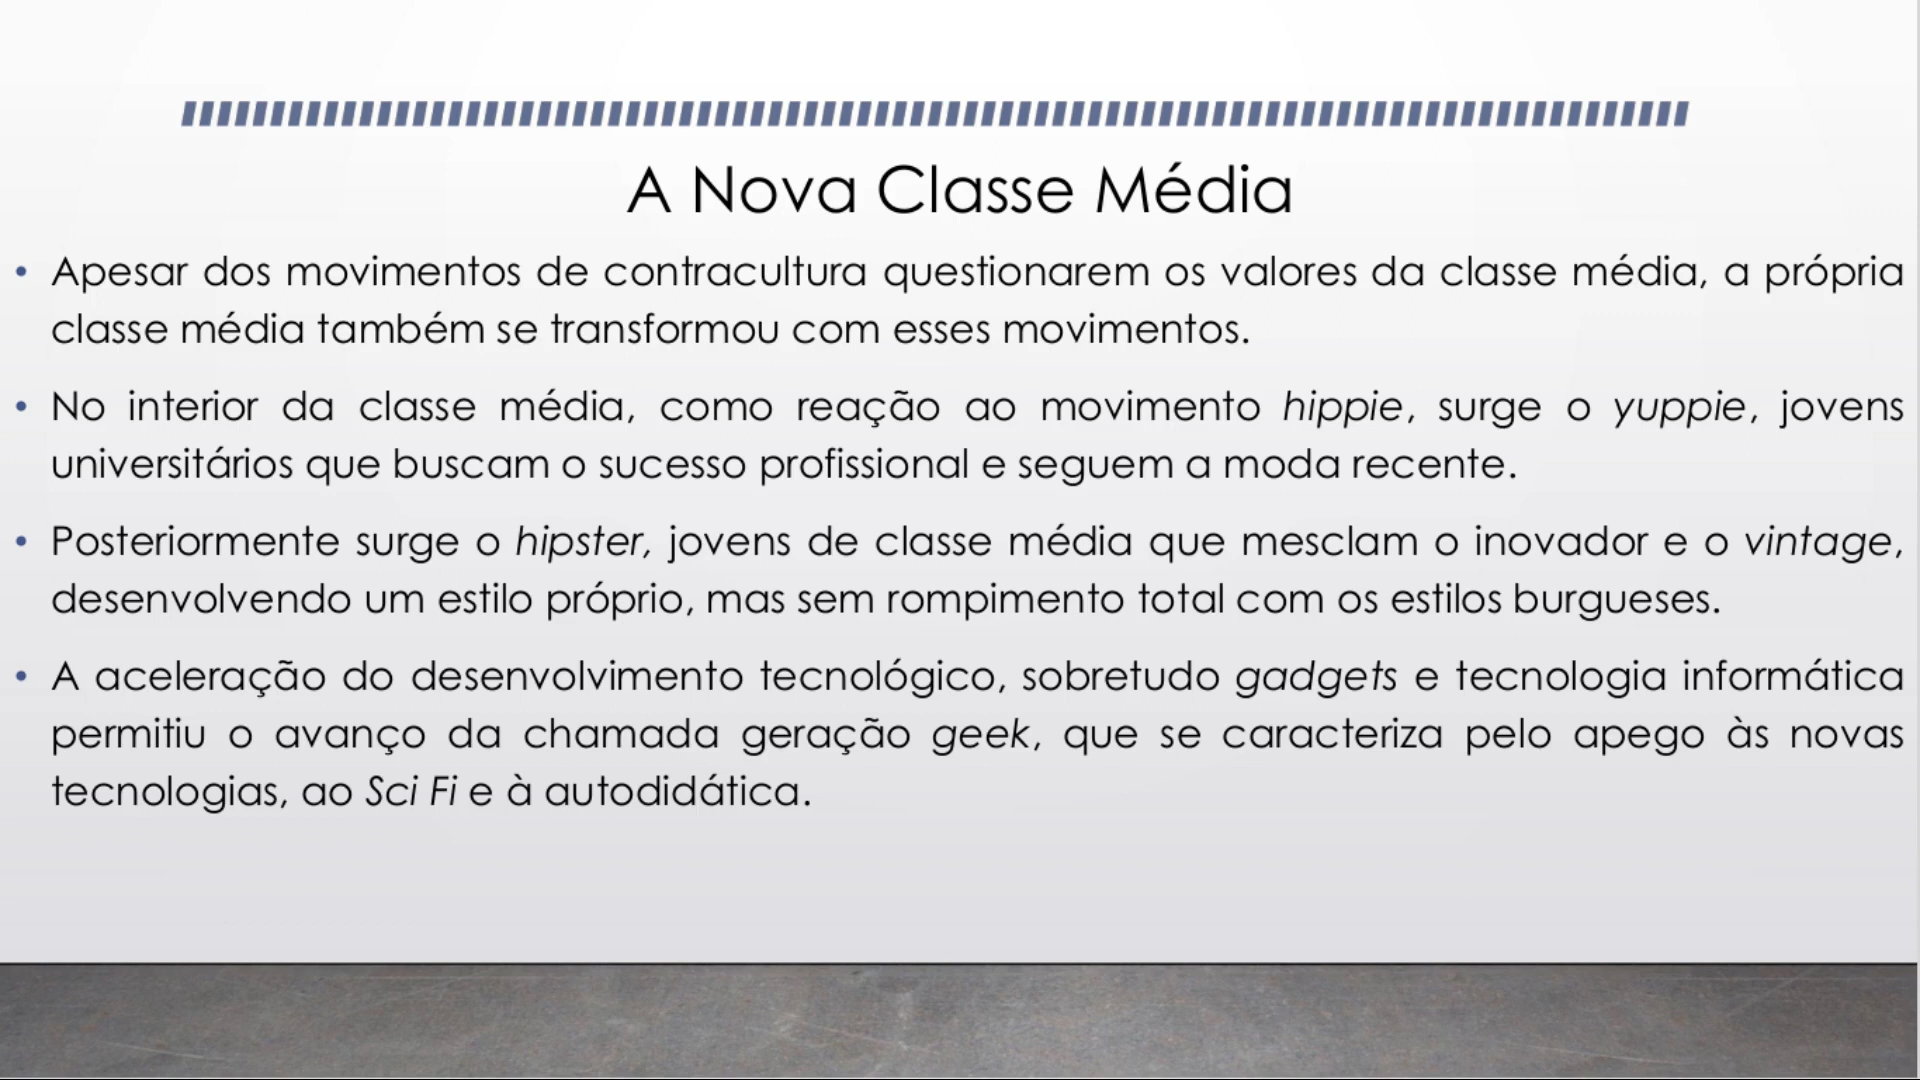 A Nova Classe Média
• Apesar dos movimentos de contracultura questionarem os valores da classe média, a própria
classe média também se transformou com esses movimentos.
• No interior da classe média, como reação ao movimento hippie, surge o yuppie, jovens
universitários que buscam o sucesso profissional e seguem a moda recente.
• Posteriormente surge o hipster, jovens de classe média que mesclam o inovador e o vintage,
desenvolvendo um estilo próprio, mas sem rompimento total com os estilos burgueses.
• A aceleração do desenvolvimento tecnológico, sobretudo gadgets e tecnologia informática
permitiu o avanço da chamada geração geek, que se caracteriza pelo apego às novas
tecnologias, ao Sci Fi e à autodidática.